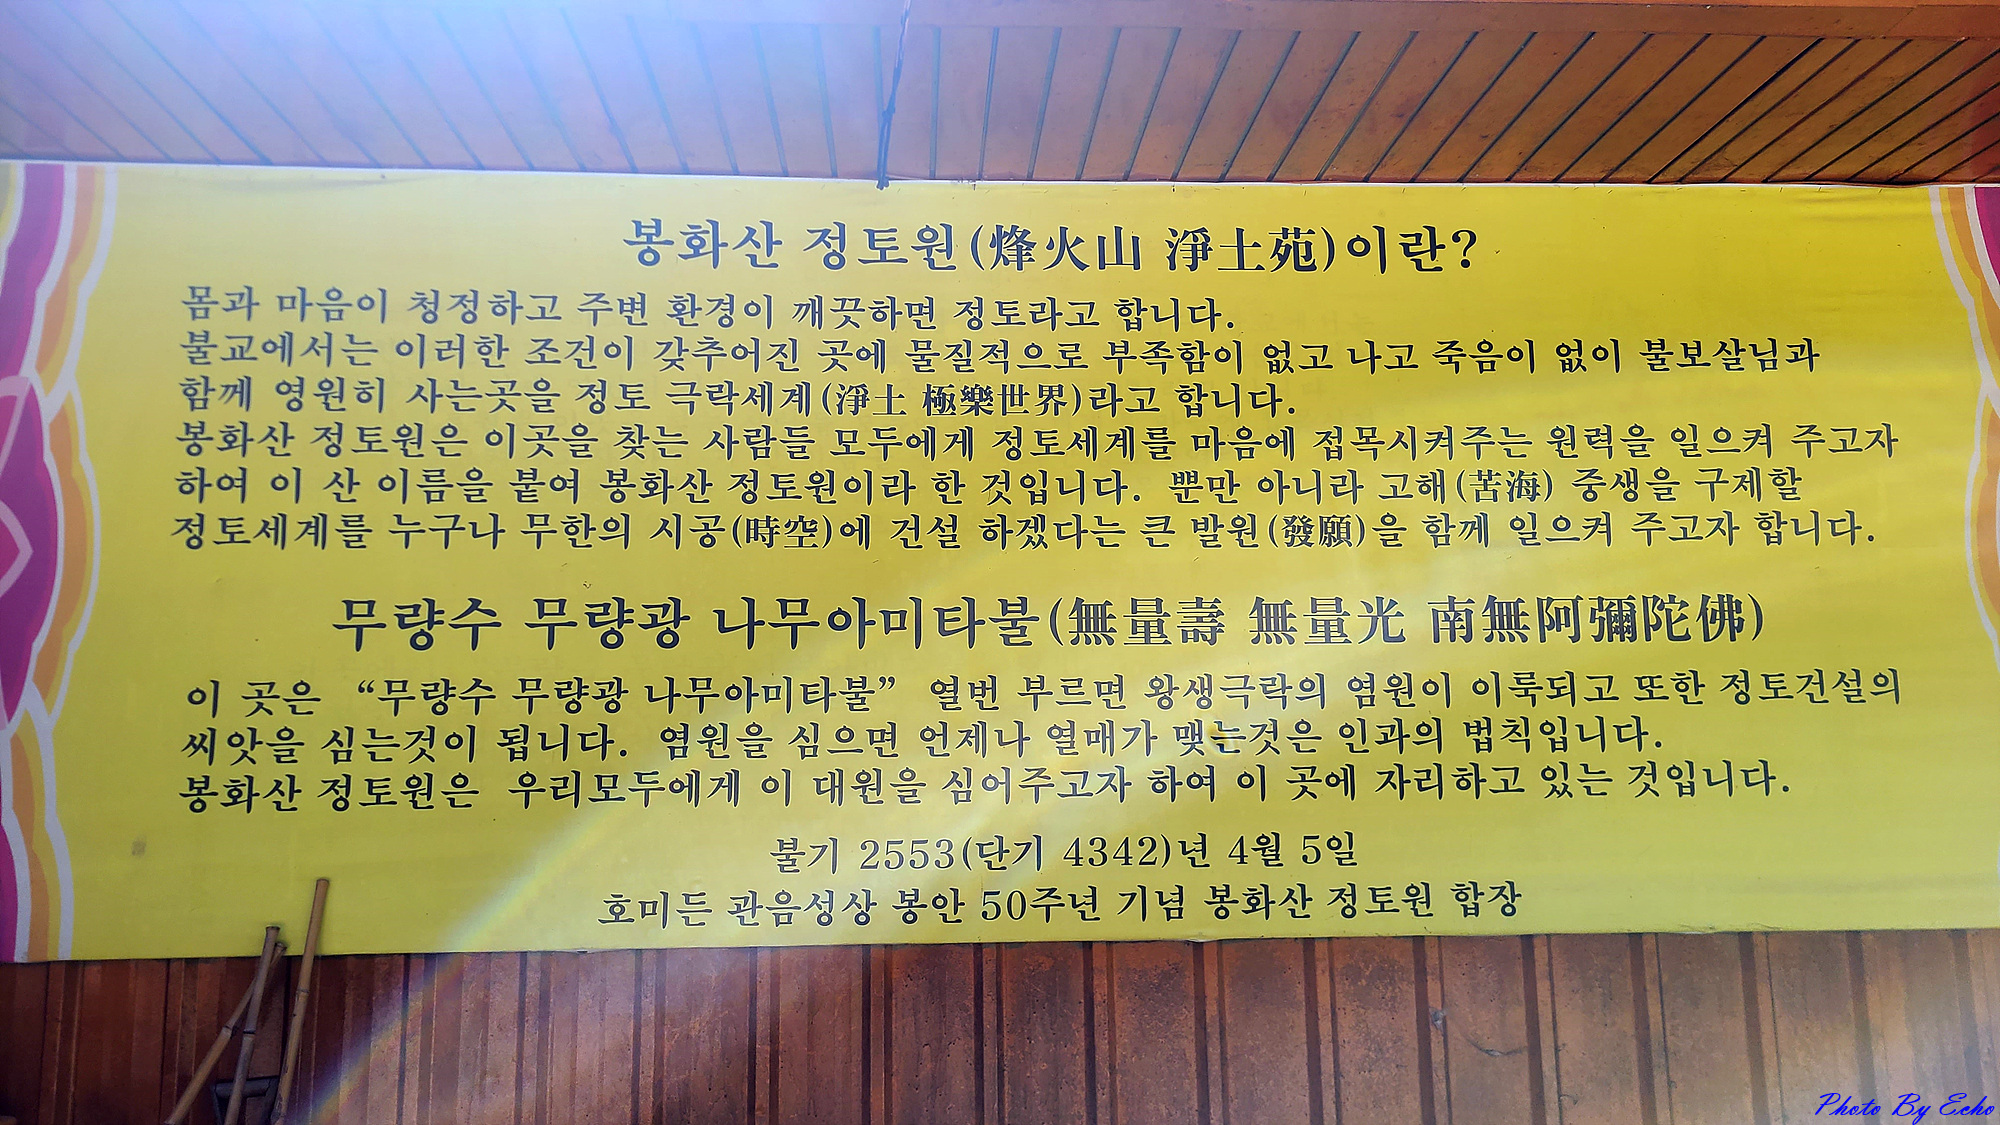 봉화산 정토원(烽火山 淨土苑)이란?
몸과 마음이 청정하고 주변 환경이 깨끗하면 정토라고 합니다.
불교에서는 이러한 조건이 갖추어진 곳에 물질적으로 부족함이 없고 나고 죽음이 없이 불보살님과
함께 영원히 사는곳을 정토 극락세계(淨土 極樂世界)라고 합니다.
봉화산 정토원은 이곳을 찾는 사람들 모두에게 정토세계를 마음에 접목시켜주는 원력을 일으켜 주고자
하여 이 산 이름을 붙여 봉화산 정토원이라 한 것입니다. 뿐만 아니라 고해(苦海) 중생을 구제할
정토세계를 누구나 무한의 시공(時空)에 건설 하겠다는 큰 발원(發願)을 함께 일으켜 주고자 합니다.
무량수 무량광 나무아미타불(無量壽 無量光 南無阿彌陀佛)
이 곳은 “무량수 무량광 나무아미타불” 열번 부르면 왕생극락의 염원이 이룩되고 또한 정토건설의
씨앗을 심는것이 됩니다. 염원을 심으면 언제나 열매가 맺는것은 인과의 법칙입니다.
봉화산 정토원은 우리모두에게 이 대원을 심어주고자 하여 이 곳에 자리하고 있는 것입니다.
불기 2553(단기 4342)년 4월 5일
호미든 관음성상 봉안 50주년 기념 봉화산 정토원 합장
Photo By Echo